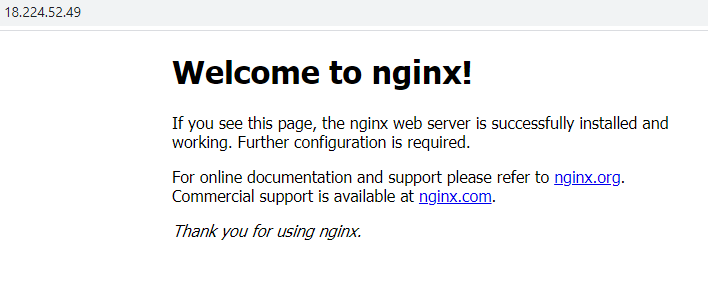 18.224.52.49
Welcome to nginx!
If you see this page, the nginx web server is successfully installed and
working. Further configuration is required.
For online documentation and support please refer to nginx.org.
Commercial support is available at nginx.com.
Thank you for using nginx.